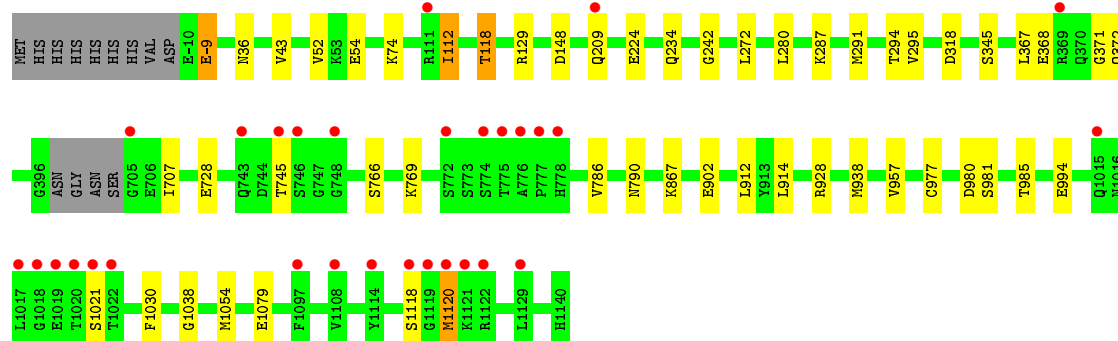 MET HIS HIS HIS HIS HIS HIS VAL ASP E-10 E-9 N36 V43 V52 K53 E54 K74 R111 I112 T118 R129 D148 Q209 E224 Q234 G242 L272 L280 K287 M291 T294 V295 D318 S345 L367 E368 R369 Q370 G371
G396 ASN GLY ASN SER G705 E706 I707 E728 Q743 D744 T745 S746 G747 G748 S766 K769 S772 S773 S774 T775 A776 P777 H778 V786 N790 K867 E902 L912 Y913 L914 R928 M938 V957 C977 D980 S981 T985 E994 Q1015
L1017 G1018 E1019 T1020 S1021 T1022 F1030 G1038 M1054 E1079 F1097 V1108 Y1114 S1118 G1119 M1120 K1121 R1122 L1129 H1140